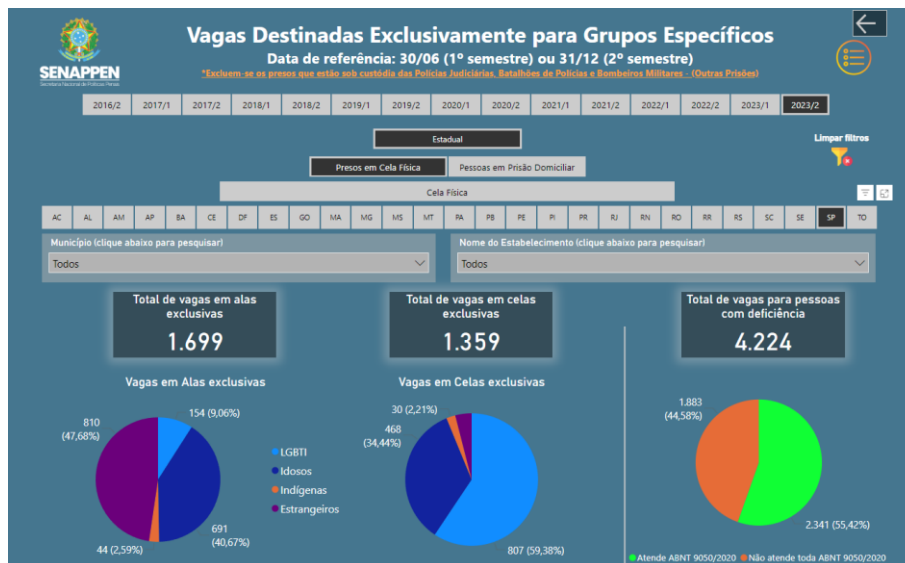 Vagas Destinadas Exclusivamente para Grupos Específicos
Data de referência: 30/06 (1º semestre) ou 31/12 (2º semestre)
*Excluem-se os presos que estão sob custódia das Polícias Judiciárias, Batalhões de Polícias e Bombeiros Militares - (Outras Prisões)
SENAPPEN
Secretaria Nacional de Políticas Penais
2016/2 2017/1 2017/2 2018/1 2018/2 2019/1 2019/2 2020/1 2020/2 2021/1 2021/2 2022/1 2022/2 2023/1 2023/2
Estadual
Limpar filtros
Presos em Cela Física Pessoas em Prisão Domiciliar
Cela Física
AC AL AM AP BA CE DF ES GO MA MG MS MT PA PB PE PI PR RJ RN RO RR RS SC SE SP TO
Município (clique abaixo para pesquisar)
Todos
Nome do Estabelecimento (clique abaixo para pesquisar)
Todos
Total de vagas em alas
exclusivas
1.699
Total de vagas em celas
exclusivas
1.359
Total de vagas para pessoas
com deficiência
4.224
Vagas em Alas exclusivas
154 (9,06%)
810
(47,68%)
691
(40,67%)
44 (2,59%)
LGBTI
Idosos
Indígenas
Estrangeiros
Vagas em Celas exclusivas
30 (2,21%)
468
(34,44%)
807 (59,38%)
1.883
(44,58%)
2.341 (55,42%)
Atende ABNT 9050/2020 Não atende toda ABNT 9050/2020